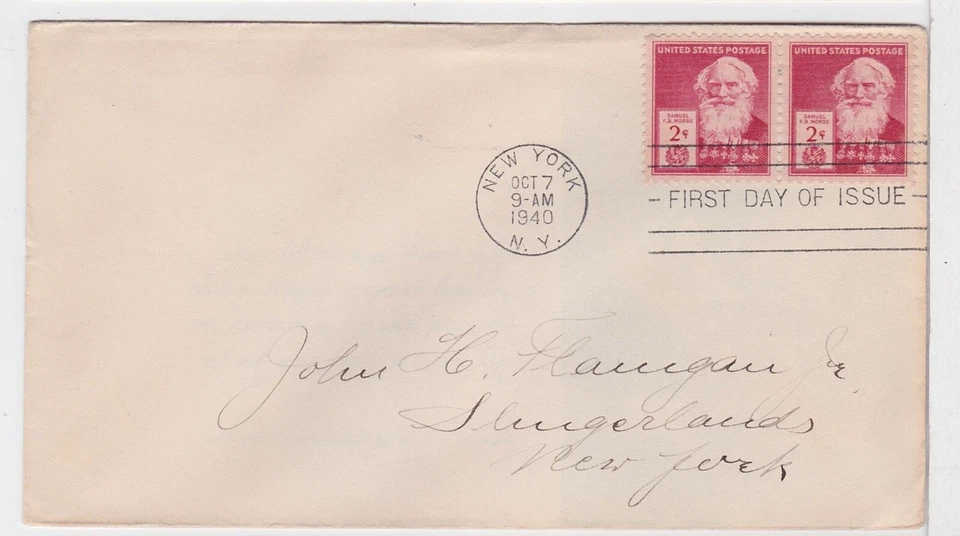 UNITED STATES POSTAGE
SAMUEL
F.B. MORSE
2¢
UNITED STATES POSTAGE
SAMUEL
F.B. MORSE
2¢
NEW YORK
OCT 7
9-AM
1940
N. Y.
- FIRST DAY OF ISSUE -
John H. Flanigan Jr.
Slingerlands
New York